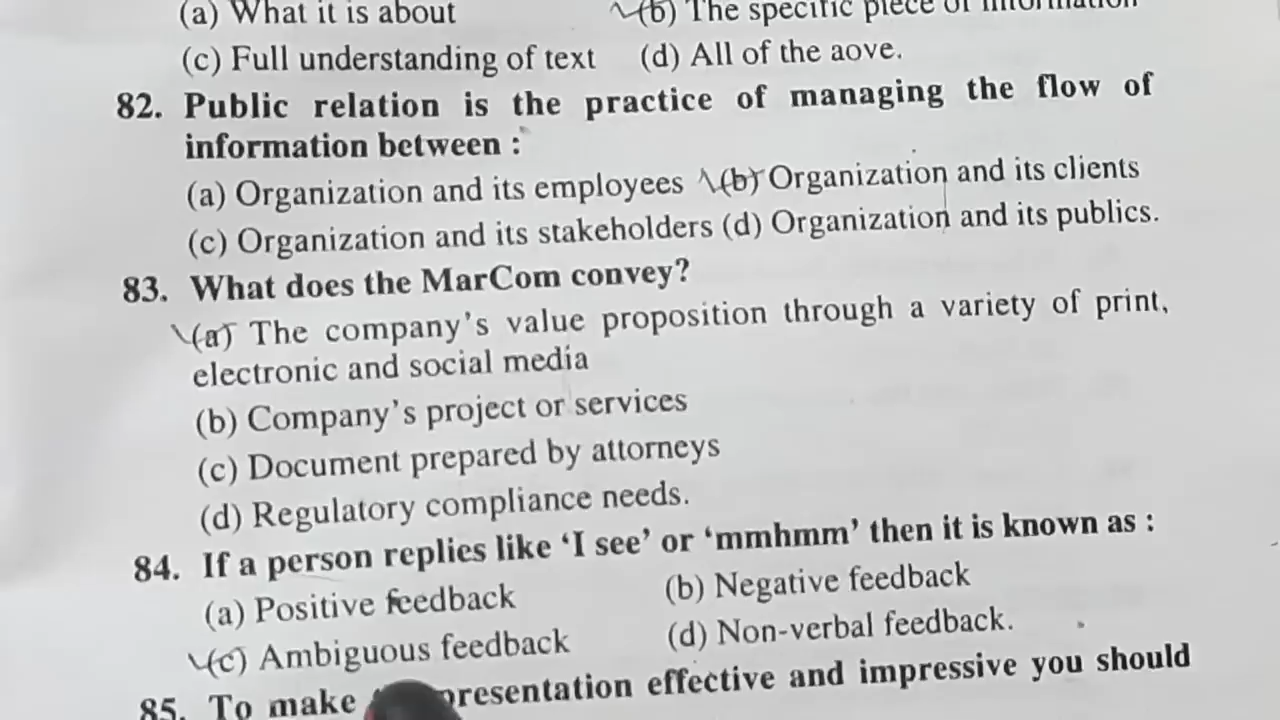 (a) What it is about (b) The specific piece of information
(c) Full understanding of text (d) All of the aove.
82. Public relation is the practice of managing the flow of
information between :
(a) Organization and its employees (b) Organization and its clients
(c) Organization and its stakeholders (d) Organization and its publics.
83. What does the MarCom convey?
(a) The company's value proposition through a variety of print,
electronic and social media
(b) Company's project or services
(c) Document prepared by attorneys
(d) Regulatory compliance needs.
84. If a person replies like ‘I see’ or ‘mmhmm’ then it is known as :
(a) Positive feedback (b) Negative feedback
(c) Ambiguous feedback (d) Non-verbal feedback.
85. To make presentation effective and impressive you should